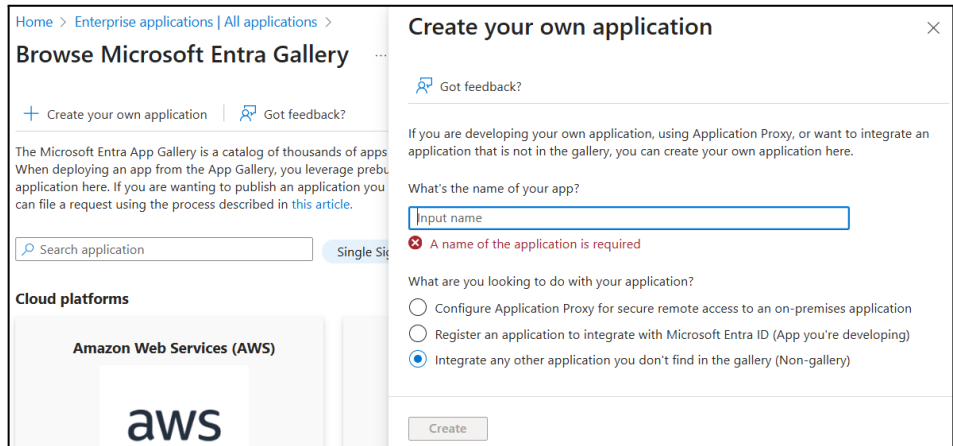 Home > Enterprise applications | All applications >
Browse Microsoft Entra Gallery ...
+ Create your own application
Got feedback?
The Microsoft Entra App Gallery is a catalog of thousands of apps
When deploying an app from the App Gallery, you leverage prebu
application here. If you are wanting to publish an application you
can file a request using the process described in this article.
Search application
Single Sig
Cloud platforms
Amazon Web Services (AWS)
aws
Create your own application
Got feedback?
If you are developing your own application, using Application Proxy, or want to integrate an
application that is not in the gallery, you can create your own application here.
What's the name of your app?
Input name
A name of the application is required
What are you looking to do with your application?
Configure Application Proxy for secure remote access to an on-premises application
Register an application to integrate with Microsoft Entra ID (App you're developing)
Integrate any other application you don't find in the gallery (Non-gallery)
Create